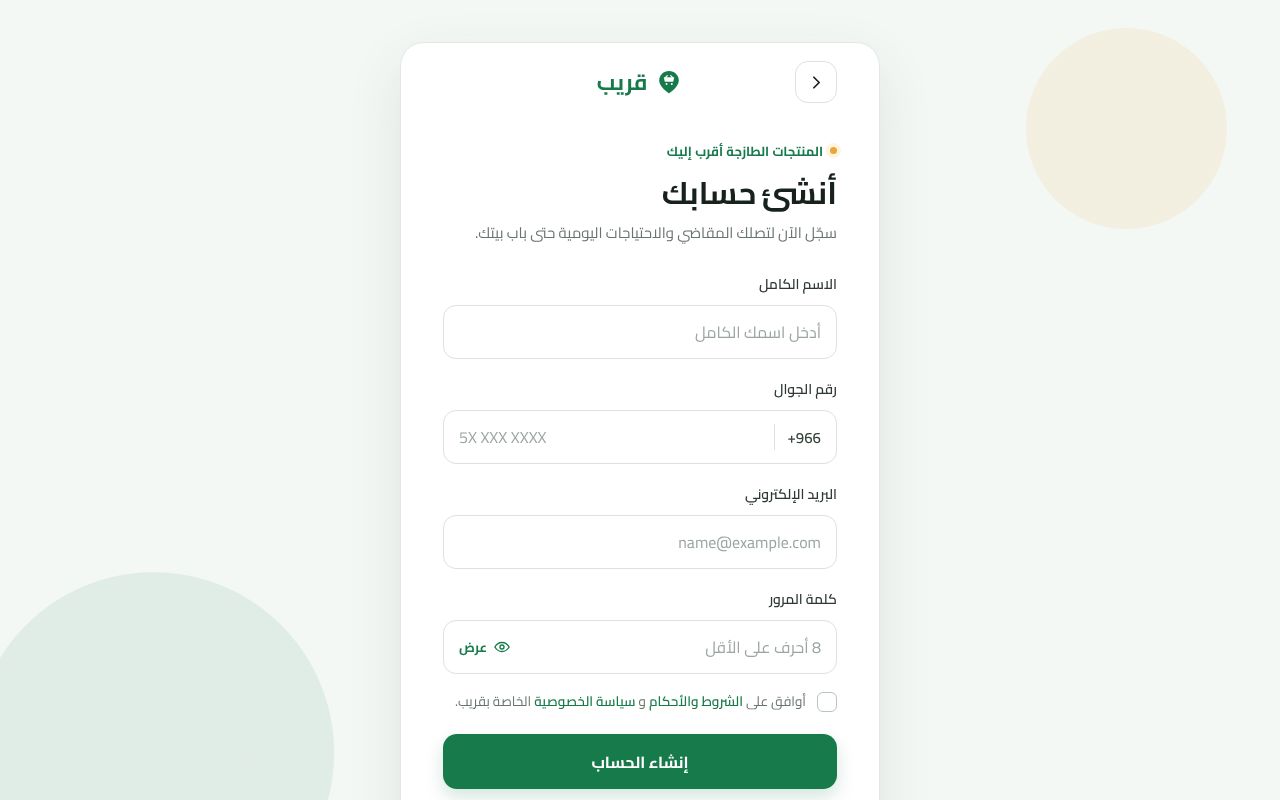 قريب
المنتجات الطازجة أقرب إليك
أنشئ حسابك
سجّل الآن لتصلك المقاضي والاحتياجات اليومية حتى باب بيتك.
الاسم الكامل
أدخل اسمك الكامل
رقم الجوال
+966 5X XXX XXXX
البريد الإلكتروني
name@example.com
كلمة المرور
8 أحرف على الأقل عرض
أوافق على الشروط والأحكام و سياسة الخصوصية الخاصة بقريب.
إنشاء الحساب